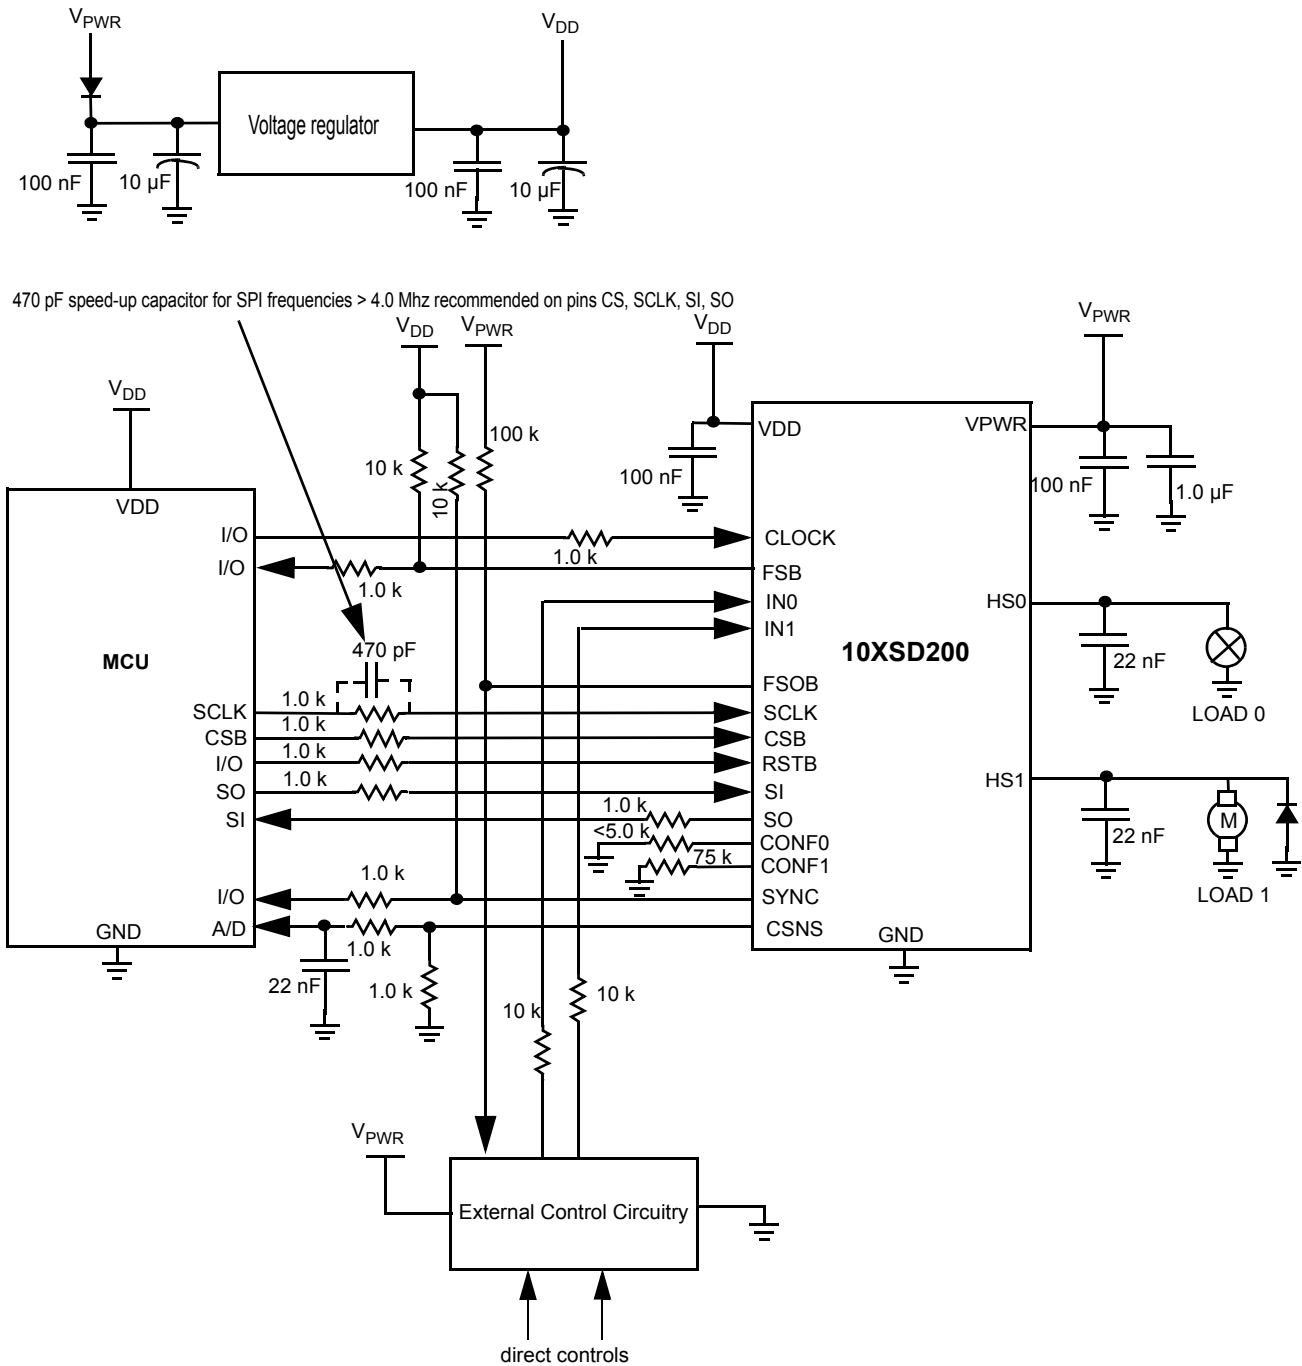 VPWR
VDD
Voltage regulator
100 nF
10 µF
100 nF
10 µF
470 pF speed-up capacitor for SPI frequencies > 4.0 Mhz recommended on pins CS, SCLK, SI, SO
VDD
VPWR
VDD
VPWR
VDD
100 k
VDD
VPWR
10 k
10 k
100 nF
100 nF
1.0 µF
VDD
I/O
CLOCK
1.0 k
I/O
FSB
1.0 k
IN0
HS0
IN1
MCU
470 pF
10XSD200
22 nF
FSOB
1.0 k
SCLK
SCLK
LOAD 0
1.0 k
CSB
CSB
1.0 k
I/O
RSTB
HS1
1.0 k
SO
SI
1.0 k
SI
SO
M
<5.0 k
CONF0
22 nF
75 k
CONF1
1.0 k
I/O
SYNC
LOAD 1
GND
A/D
CSNS
GND
1.0 k
22 nF
1.0 k
10 k
10 k
VPWR
External Control Circuitry
direct controls